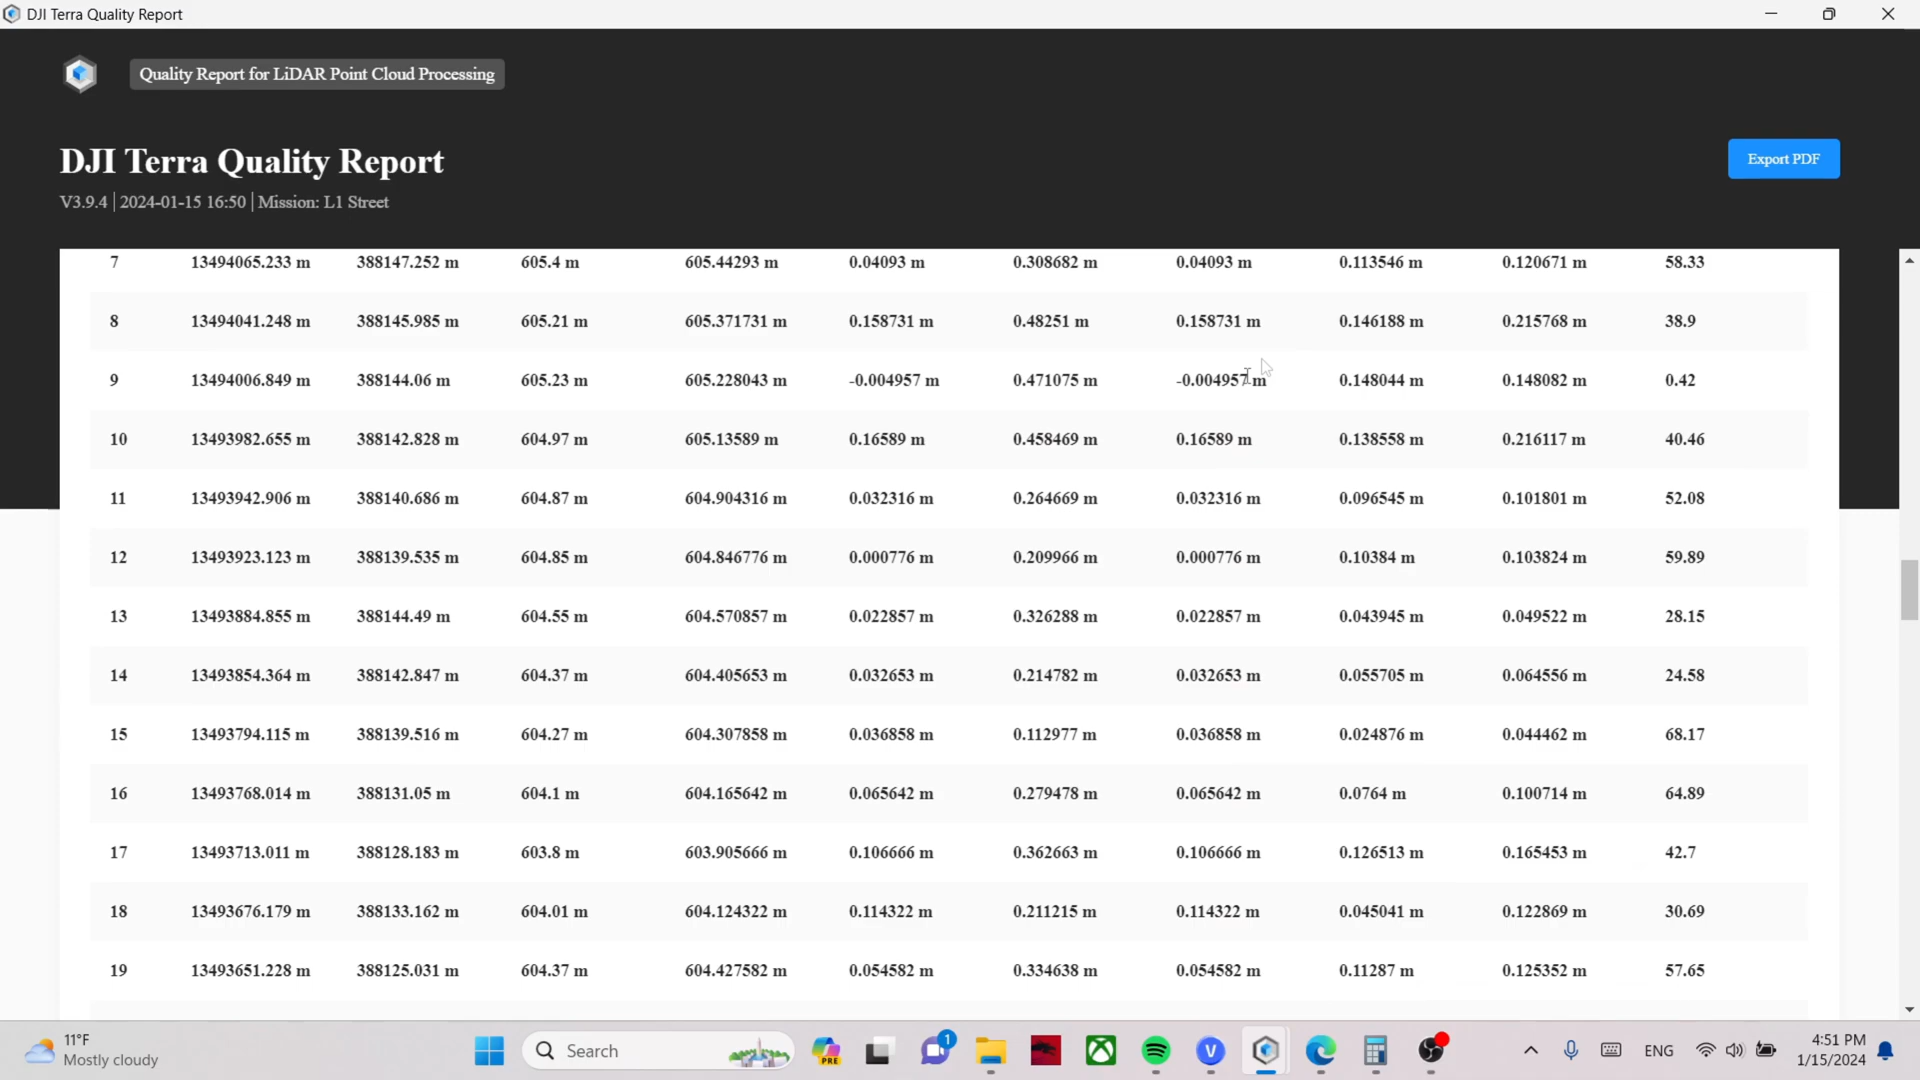 DJI Terra Quality Report
Quality Report for LiDAR Point Cloud Processing
DJI Terra Quality Report
Export PDF
V3.9.4 | 2024-01-15 16:50 | Mission: L1 Street
7 13494065.233 m 388147.252 m 605.4 m 605.44293 m 0.04093 m 0.308682 m 0.04093 m 0.113546 m 0.120671 m 58.33
8 13494041.248 m 388145.985 m 605.21 m 605.371731 m 0.158731 m 0.48251 m 0.158731 m 0.146188 m 0.215768 m 38.9
9 13494006.849 m 388144.06 m 605.23 m 605.228043 m -0.004957 m 0.471075 m -0.004957 m 0.148044 m 0.148082 m 0.42
10 13493982.655 m 388142.828 m 604.97 m 605.13589 m 0.16589 m 0.458469 m 0.16589 m 0.138558 m 0.216117 m 40.46
11 13493942.906 m 388140.686 m 604.87 m 604.904316 m 0.032316 m 0.264669 m 0.032316 m 0.096545 m 0.101801 m 52.08
12 13493923.123 m 388139.535 m 604.85 m 604.846776 m 0.000776 m 0.209966 m 0.000776 m 0.10384 m 0.103824 m 59.89
13 13493884.855 m 388144.49 m 604.55 m 604.570857 m 0.022857 m 0.326288 m 0.022857 m 0.043945 m 0.049522 m 28.15
14 13493854.364 m 388142.847 m 604.37 m 604.405653 m 0.032653 m 0.214782 m 0.032653 m 0.055705 m 0.064556 m 24.58
15 13493794.115 m 388139.516 m 604.27 m 604.307858 m 0.036858 m 0.112977 m 0.036858 m 0.024876 m 0.044462 m 68.17
16 13493768.014 m 388131.05 m 604.1 m 604.165642 m 0.065642 m 0.279478 m 0.065642 m 0.0764 m 0.100714 m 64.89
17 13493713.011 m 388128.183 m 603.8 m 603.905666 m 0.106666 m 0.362663 m 0.106666 m 0.126513 m 0.165453 m 42.7
18 13493676.179 m 388133.162 m 604.01 m 604.124322 m 0.114322 m 0.211215 m 0.114322 m 0.045041 m 0.122869 m 30.69
19 13493651.228 m 388125.031 m 604.37 m 604.427582 m 0.054582 m 0.334638 m 0.054582 m 0.11287 m 0.125352 m 57.65
11°F
Mostly cloudy
Search
PRE
1
V
ENG
4:51 PM
1/15/2024